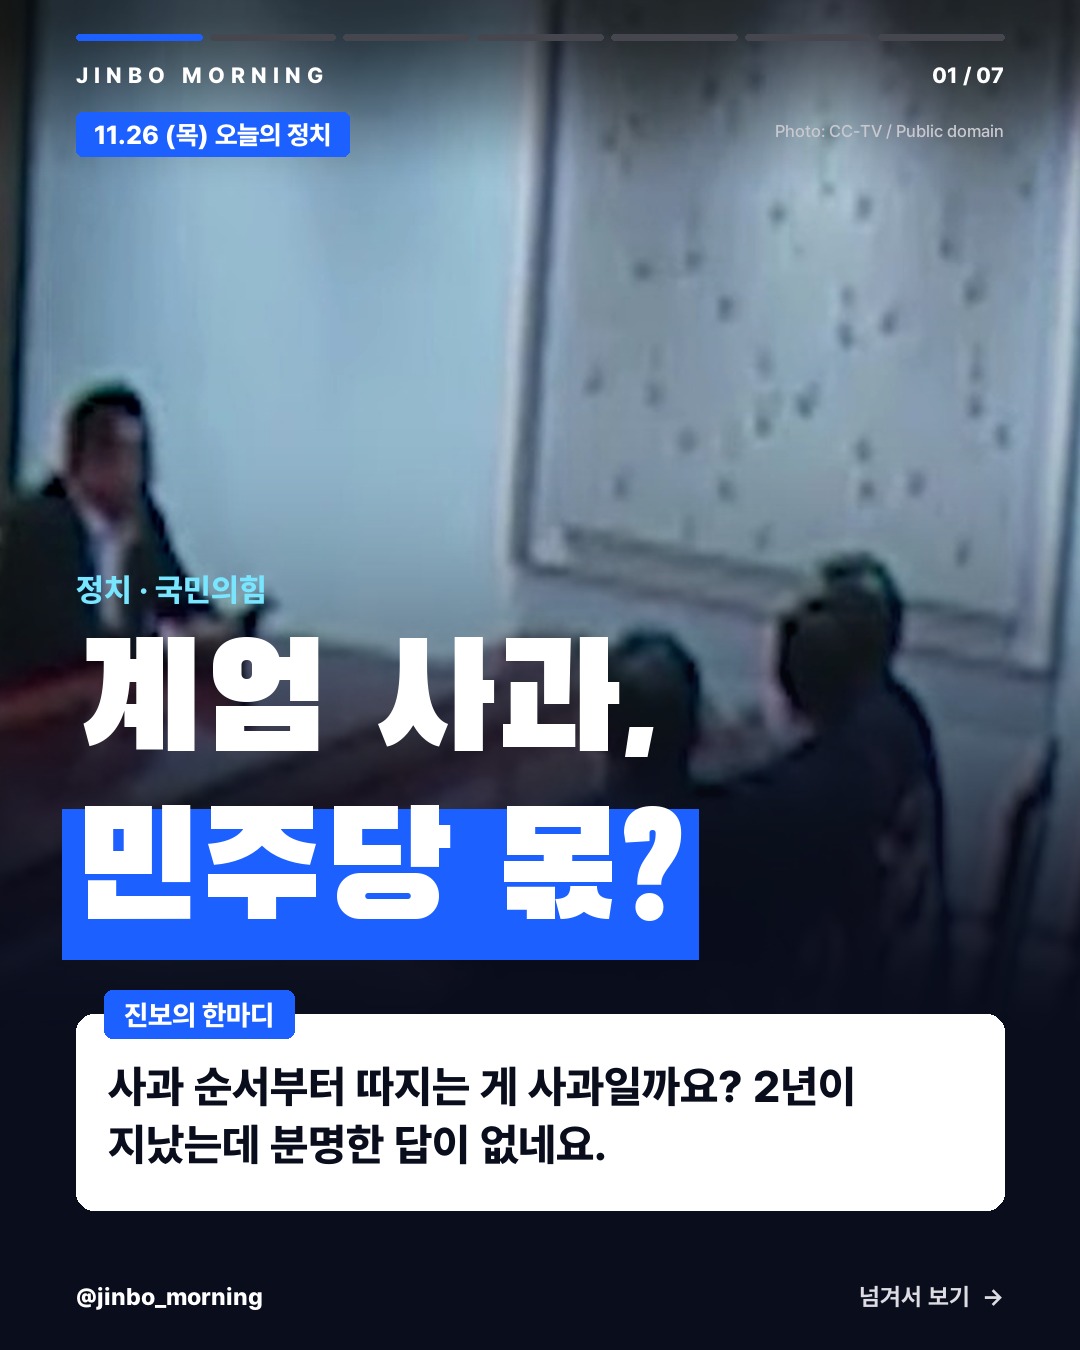 JINBO MORNING
01 / 07
11.26 (목) 오늘의 정치
Photo: CC-TV / Public domain
정치 · 국민의힘
계엄 사과,
민주당 몫?
진보의 한마디
사과 순서부터 따지는 게 사과일까요? 2년이
지났는데 분명한 답이 없네요.
@jinbo_morning
넘겨서 보기 →